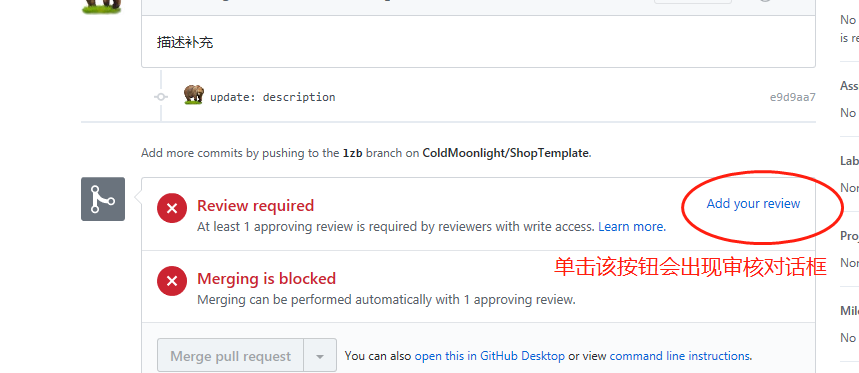 No
is re
描述补充
Ass
update: description
e9d9aa7
No
Add more commits by pushing to the lzb branch on ColdMoonlight/ShopTemplate.
Lab
Nor
Review required
Add your review
At least 1 approving review is required by reviewers with write access. Learn more.
Proj
Nor
单击该按钮会出现审核对话框
Merging is blocked
Merging can be performed automatically with 1 approving review.
Mile
No
Merge pull request
You can also open this in GitHub Desktop or view command line instructions.